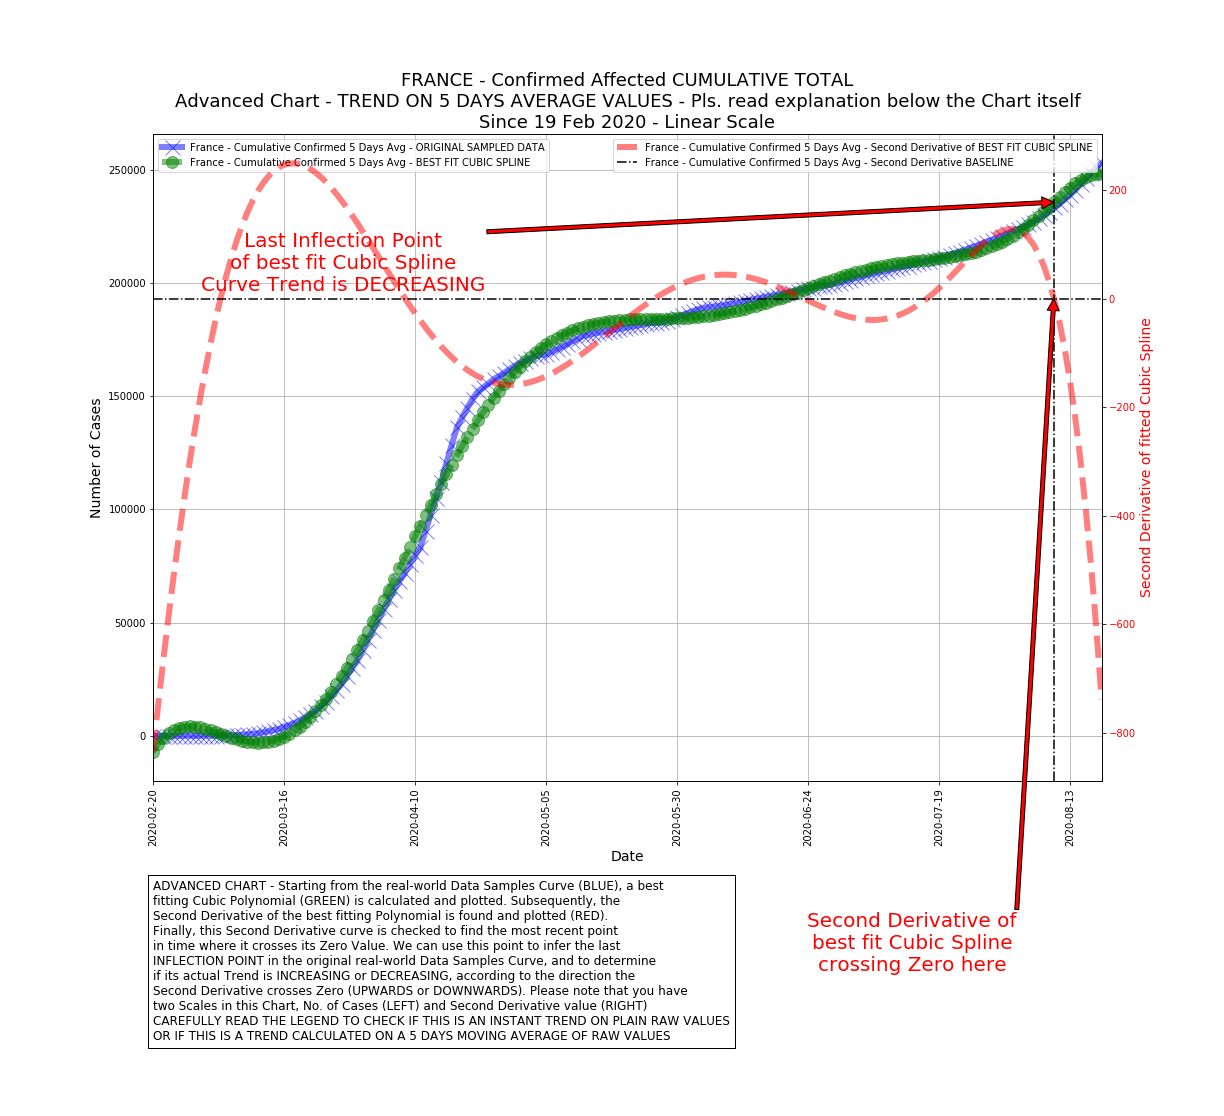 FRANCE - Confirmed Affected CUMULATIVE TOTAL
Advanced Chart - TREND ON 5 DAYS AVERAGE VALUES - Pls. read explanation below the Chart itself
Since 19 Feb 2020 - Linear Scale
France - Cumulative Confirmed 5 Days Avg - ORIGINAL SAMPLED DATA
France - Cumulative Confirmed 5 Days Avg - BEST FIT CUBIC SPLINE
France - Cumulative Confirmed 5 Days Avg - Second Derivative of BEST FIT CUBIC SPLINE
France - Cumulative Confirmed 5 Days Avg - Second Derivative BASELINE
Last Inflection Point
of best fit Cubic Spline
Curve Trend is DECREASING
Number of Cases
250000
200000
150000
100000
50000
0
200
0
−200
−400
−600
−800
Second Derivative of fitted Cubic Spline
2020-02-20
2020-03-16
2020-04-10
2020-05-05
2020-05-30
2020-06-24
2020-07-19
2020-08-13
Date
ADVANCED CHART - Starting from the real-world Data Samples Curve (BLUE), a best
fitting Cubic Polynomial (GREEN) is calculated and plotted. Subsequently, the
Second Derivative of the best fitting Polynomial is found and plotted (RED).
Finally, this Second Derivative curve is checked to find the most recent point
in time where it crosses its Zero Value. We can use this point to infer the last
INFLECTION POINT in the original real-world Data Samples Curve, and to determine
if its actual Trend is INCREASING or DECREASING, according to the direction the
Second Derivative crosses Zero (UPWARDS or DOWNWARDS). Please note that you have
two Scales in this Chart, No. of Cases (LEFT) and Second Derivative value (RIGHT)
CAREFULLY READ THE LEGEND TO CHECK IF THIS IS AN INSTANT TREND ON PLAIN RAW VALUES
OR IF THIS IS A TREND CALCULATED ON A 5 DAYS MOVING AVERAGE OF RAW VALUES
Second Derivative of
best fit Cubic Spline
crossing Zero here